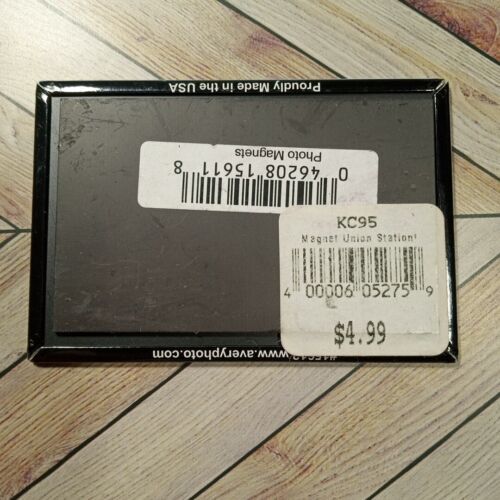 Proudly Made in the USA
Photo Magnets
0 46208 15611 8
KC95
Magnet Union Station
4 00006 05275 9
$4.99
www.averyphoto.com